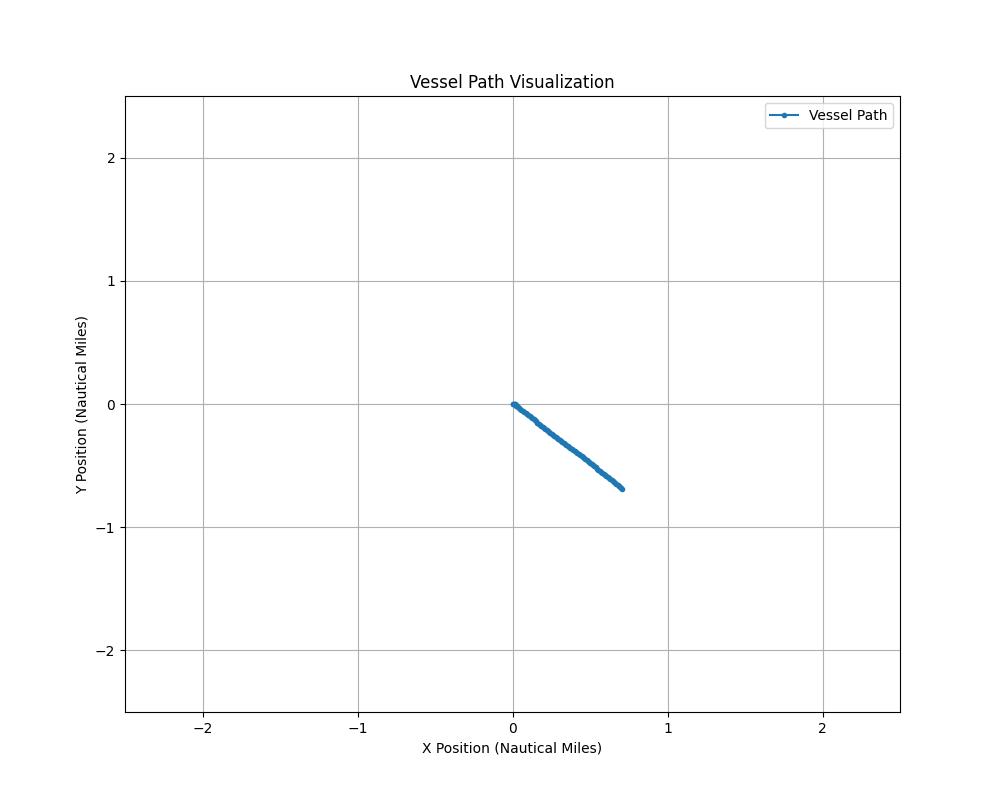 Vessel Path Visualization
Vessel Path
2
1
0
−1
−2
Y Position (Nautical Miles)
−2
−1
0
1
2
X Position (Nautical Miles)